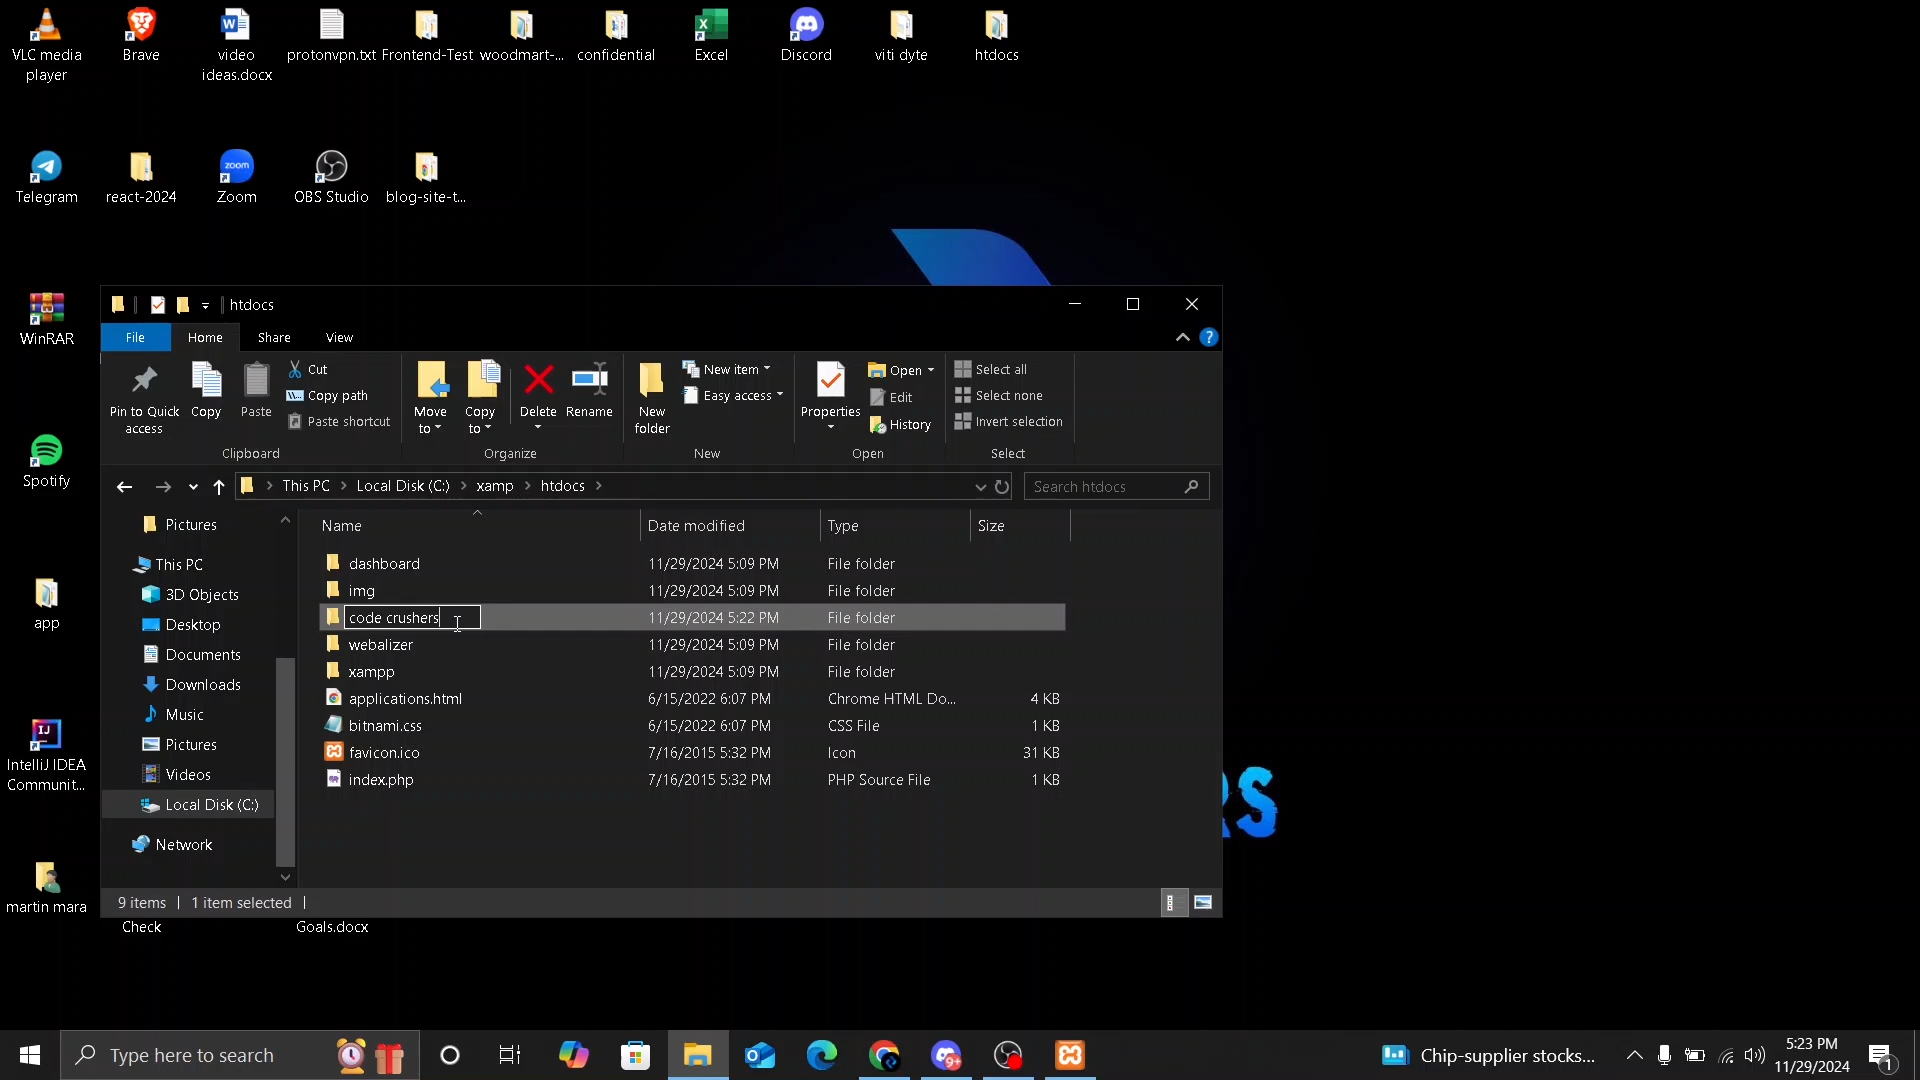 VLC media player
Brave
video ideas.docx
protonvpn.txt
Frontend-Test
woodmart-...
confidential
Excel
Discord
viti dyte
htdocs
Telegram
react-2024
zoom
Zoom
OBS Studio
blog-site-t...
WinRAR
Spotify
app
IntelliJ IDEA Communit...
martin mara
Check
Goals.docx
htdocs
File Home Share View
Pin to Quick access
Copy
Paste
Cut
Copy path
Paste shortcut
Clipboard
Move to
Copy to
Delete
Rename
Organize
New folder
New item
Easy access
New
Properties
Open
Edit
History
Open
Select all
Select none
Invert selection
Select
This PC > Local Disk (C:) > xamp > htdocs >
Search htdocs
Pictures
This PC
3D Objects
Desktop
Documents
Downloads
Music
Pictures
Videos
Local Disk (C:)
Network
Name Date modified Type Size
dashboard 11/29/2024 5:09 PM File folder
img 11/29/2024 5:09 PM File folder
code crushers 11/29/2024 5:22 PM File folder
webalizer 11/29/2024 5:09 PM File folder
xampp 11/29/2024 5:09 PM File folder
applications.html 6/15/2022 6:07 PM Chrome HTML Do... 4 KB
bitnami.css 6/15/2022 6:07 PM CSS File 1 KB
favicon.ico 7/16/2015 5:32 PM Icon 31 KB
index.php 7/16/2015 5:32 PM PHP Source File 1 KB
9 items 1 item selected
Type here to search
9+
Chip-supplier stocks...
5:23 PM
11/29/2024
1